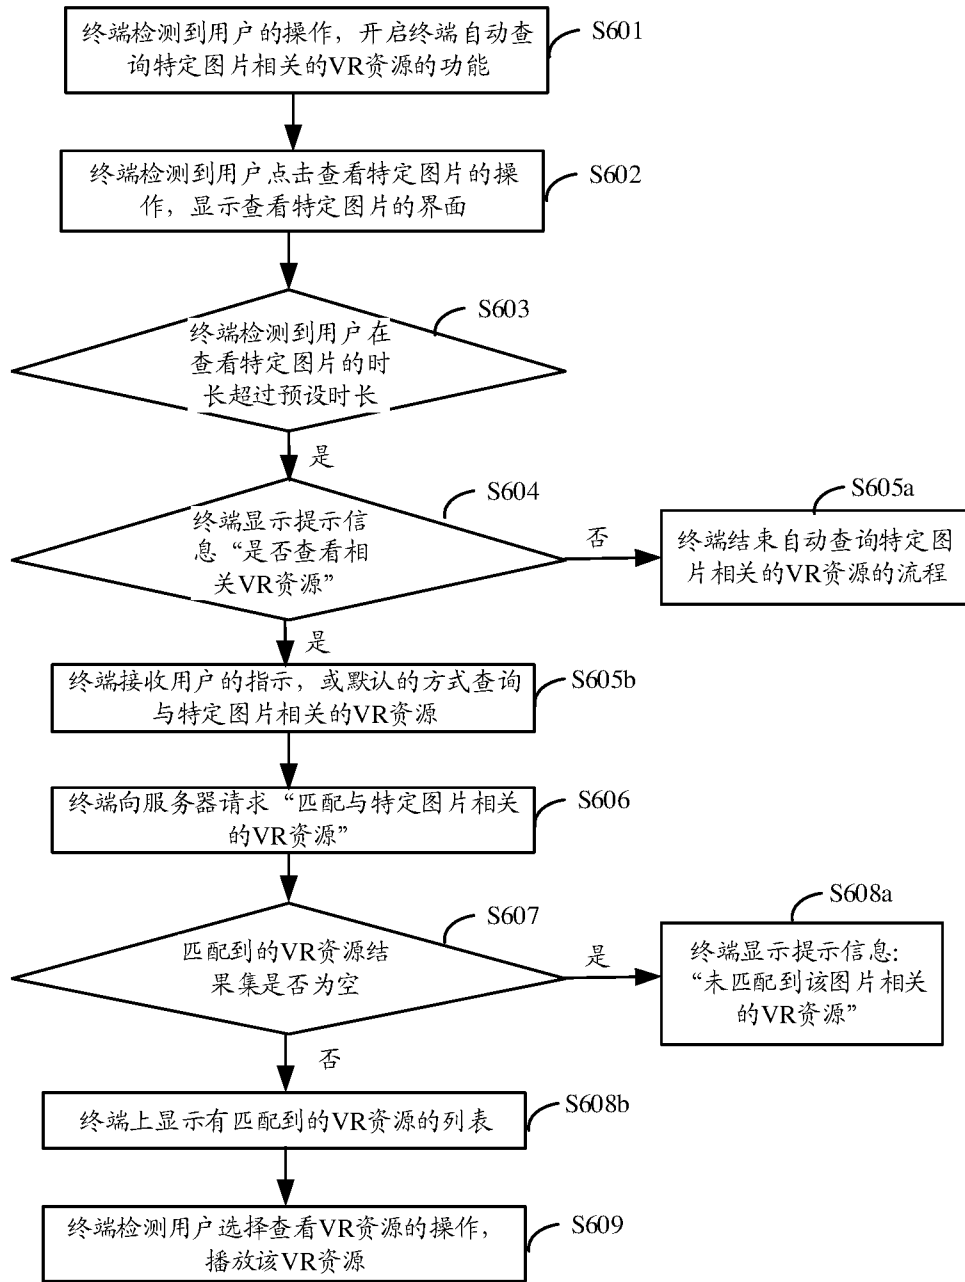 终端检测到用户的操作，开启终端自动查
询特定图片相关的VR资源的功能
S601
终端检测到用户点击查看特定图片的操
作，显示查看特定图片的界面
S602
终端检测到用户在
查看特定图片的时
长超过预设时长
S603
是
终端显示提示信
息“是否查看相
关VR资源”
S604
否
终端结束自动查询特定图
片相关的VR资源的流程
S605a
是
终端接收用户的指示，或默认的方式查询
与特定图片相关的VR资源
S605b
终端向服务器请求“匹配与特定图片相关
的VR资源”
S606
匹配到的VR资源结
果集是否为空
S607
是
终端显示提示信息：
“未匹配到该图片相关
的VR资源”
S608a
否
终端上显示有匹配到的VR资源的列表
S608b
终端检测用户选择查看VR资源的操作，
播放该VR资源
S609